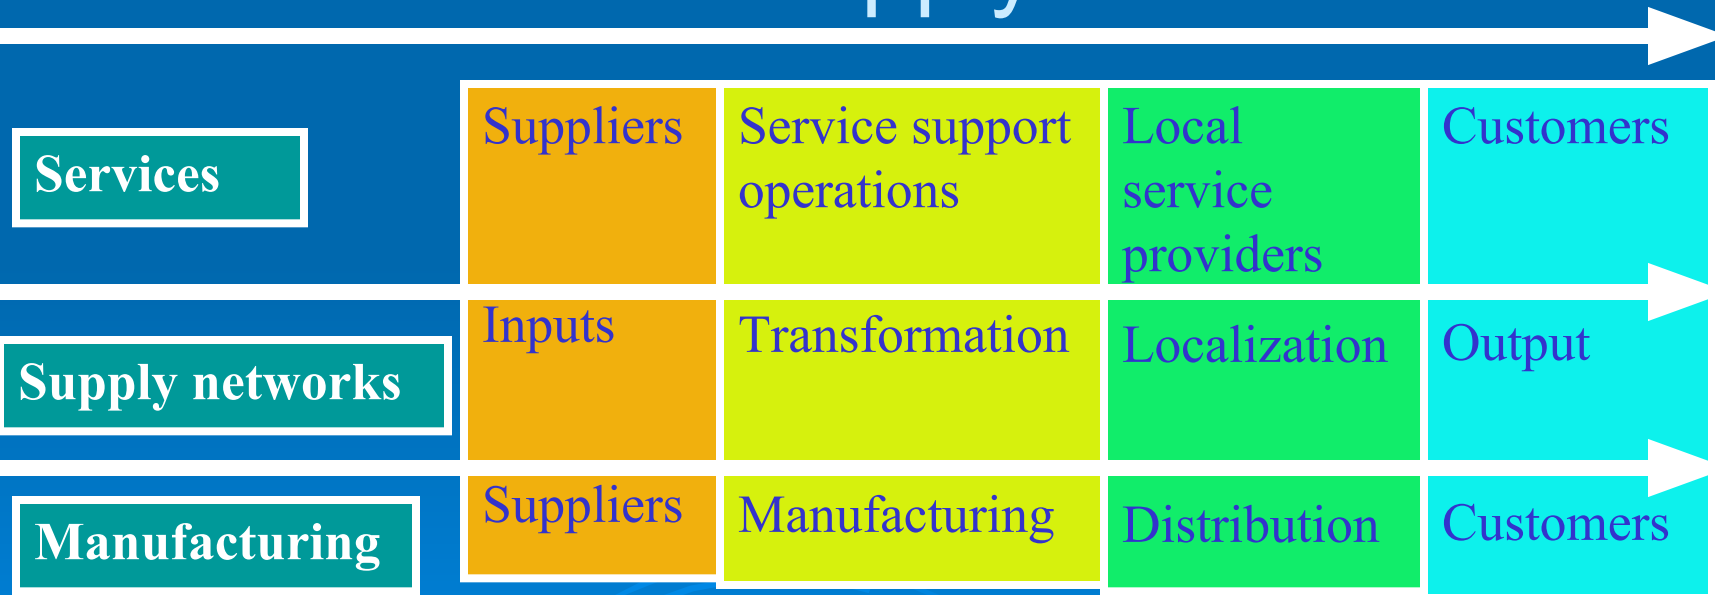 Services
Suppliers
Service support
operations
Local
service
providers
Customers
Supply networks
Inputs
Transformation
Localization
Output
Manufacturing
Suppliers
Manufacturing
Distribution
Customers